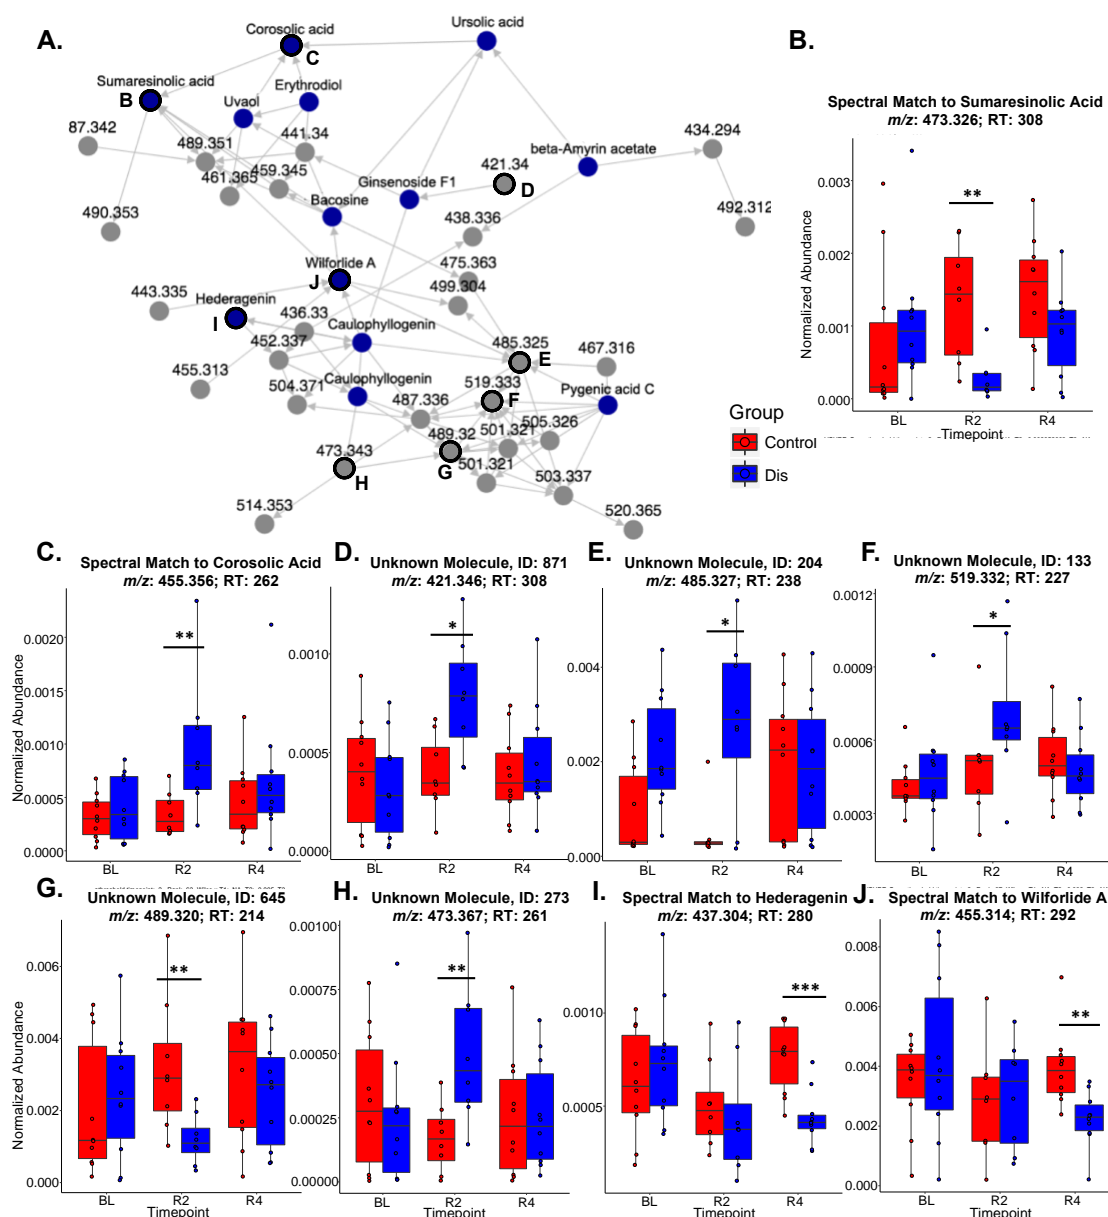 A.
Corosolic acid
C
Ursolic acid
Sumaresinolic acid
B
Uvaol
Erythrodiol
87.342
489.351
441.34
461.365
459.345
490.353
Bacosine
Ginsenoside F1
421.34
D
beta-Amyrin acetate
434.294
492.312
438.336
Wilforlide A
J
475.363
499.304
443.335
Hederagenin
I
436.33
Caulophyllogenin
452.337
455.313
504.371
Caulophyllogenin
485.325
E
467.316
519.333
F
Pygenic acid C
487.336
489.32
G
501.321
505.326
501.321
503.337
473.343
H
514.353
520.365
B.
Spectral Match to Sumaresinolic Acid
m/z: 473.326; RT: 308
Normalized Abundance
0.003
0.002
0.001
0.000
**
BL R2 R4
Timepoint
Group
Control
Dis
C.
Spectral Match to Corosolic Acid
m/z: 455.356; RT: 262
Normalized Abundance
0.0020
0.0015
0.0010
0.0005
0.0000
**
BL R2 R4
D.
Unknown Molecule, ID: 871
m/z: 421.346; RT: 308
0.0010
0.0005
0.0000
*
BL R2 R4
E.
Unknown Molecule, ID: 204
m/z: 485.327; RT: 238
0.004
0.002
0.000
*
BL R2 R4
F.
Unknown Molecule, ID: 133
m/z: 519.332; RT: 227
0.0012
0.0009
0.0006
0.0003
*
BL R2 R4
G.
Unknown Molecule, ID: 645
m/z: 489.320; RT: 214
Normalized Abundance
0.006
0.004
0.002
0.000
**
BL R2 R4
Timepoint
H.
Unknown Molecule, ID: 273
m/z: 473.367; RT: 261
0.00100
0.00075
0.00050
0.00025
0.00000
**
BL R2 R4
Timepoint
I.
Spectral Match to Hederagenin
m/z: 437.304; RT: 280
0.0010
0.0005
***
BL R2 R4
Timepoint
J.
Spectral Match to Wilforlide A
m/z: 455.314; RT: 292
0.008
0.006
0.004
0.002
0.000
**
BL R2 R4
Timepoint